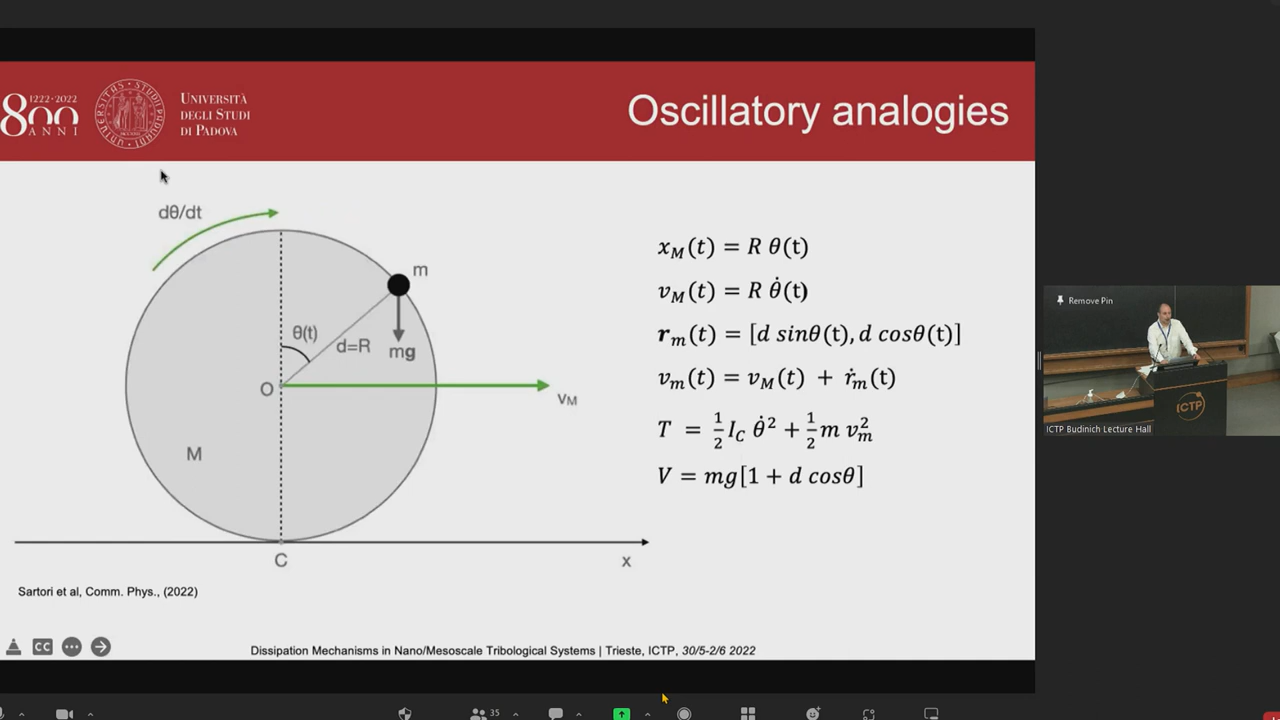 1222·2022
800
ANNI
UNIVERSITÀ
DEGLI STUDI
DI PADOVA
Oscillatory analogies
dθ/dt
m
θ(t)
d=R
mg
O
vM
M
C
x
x_M(t) = R θ(t)
v_M(t) = R θ̇(t)
r_m(t) = [d sinθ(t), d cosθ(t)]
v_m(t) = v_M(t) + ṙ_m(t)
T = 1/2 I_C θ̇² + 1/2 m v_m²
V = mg[1 + d cosθ]
Sartori et al, Comm. Phys., (2022)
CC
Dissipation Mechanisms in Nano/Mesoscale Tribological Systems | Trieste, ICTP, 30/5-2/6 2022
Remove Pin
ICTP
ICTP Budinich Lecture Hall
35